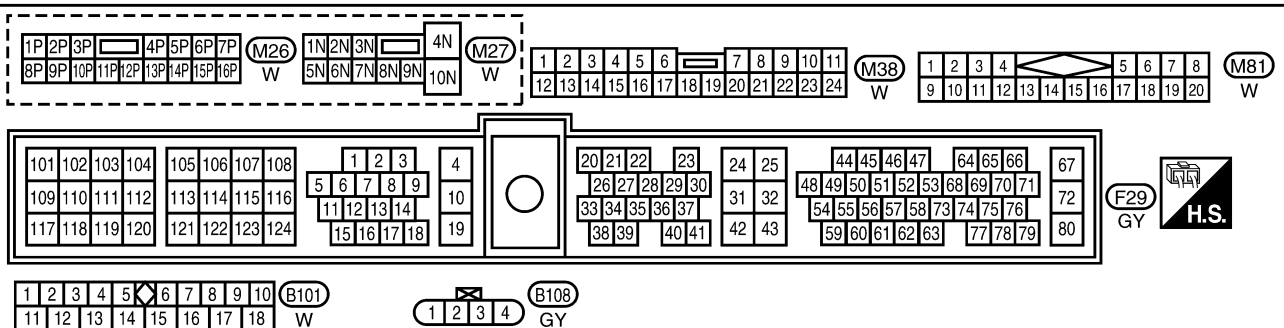 1P 2P 3P 4P 5P 6P 7P M26
8P 9P 10P 11P 12P 13P 14P 15P 16P W
1N 2N 3N 4N M27
5N 6N 7N 8N 9N 10N W
1 2 3 4 5 6 7 8 9 10 11 M38
12 13 14 15 16 17 18 19 20 21 22 23 24 W
1 2 3 4 5 6 7 8 M81
9 10 11 12 13 14 15 16 17 18 19 20 W
101 102 103 104 105 106 107 108 1 2 3 4 20 21 22 23 24 25 44 45 46 47 64 65 66 67
5 6 7 8 9 26 27 28 29 30 48 49 50 51 52 53 68 69 70 71
109 110 111 112 113 114 115 116 10 31 32 72 F29
11 12 13 14 33 34 35 36 37 54 55 56 57 58 73 74 75 76 GY
117 118 119 120 121 122 123 124 15 16 17 18 19 38 39 40 41 42 43 59 60 61 62 63 77 78 79 80
H.S.
1 2 3 4 5 6 7 8 9 10 B101
11 12 13 14 15 16 17 18 W
B108
1 2 3 4 GY